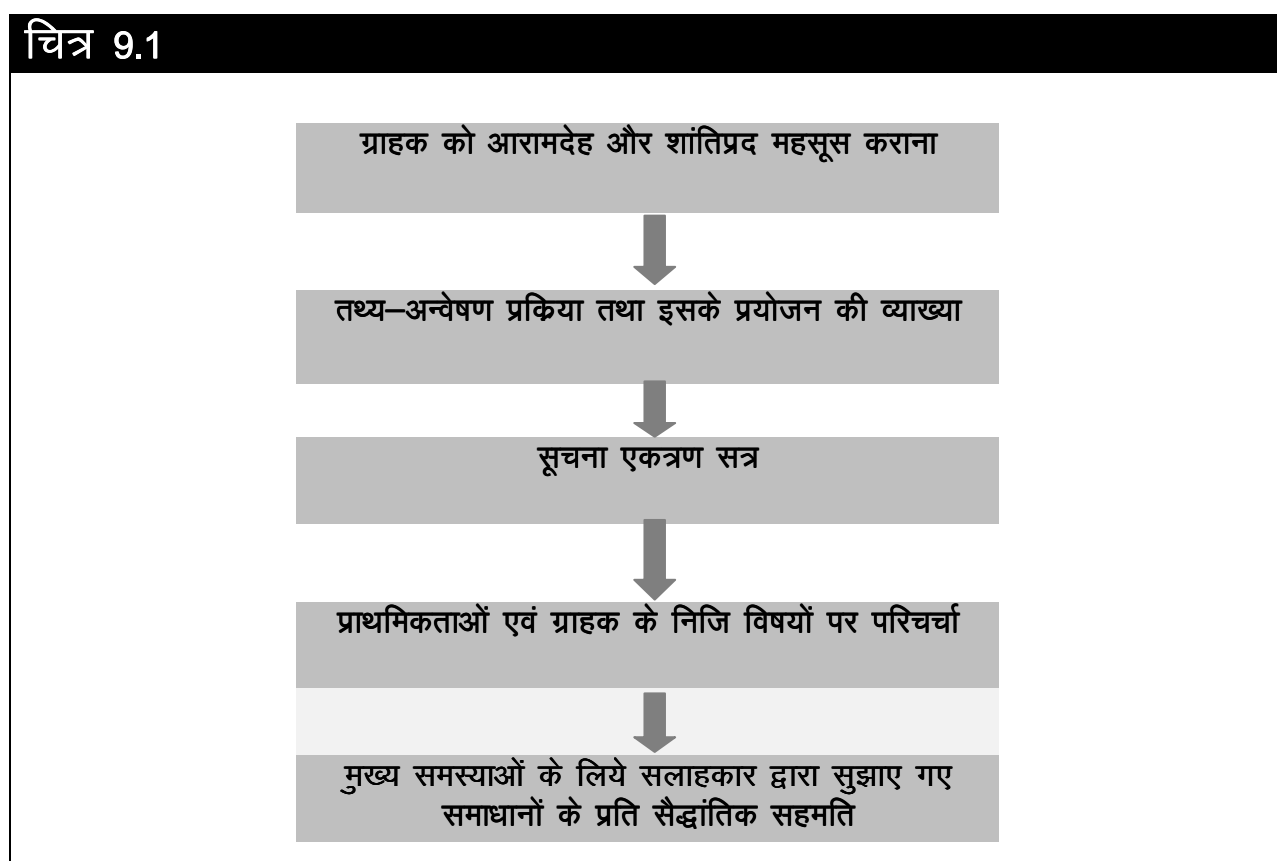 चित्र 9.1
ग्राहक को आरामदेह और शांतिप्रद महसूस कराना
तथ्य–अन्वेषण प्रकिया तथा इसके प्रयोजन की व्याख्या
सूचना एकत्रण सत्र
प्राथमिकताओं एवं ग्राहक के निजि विषयों पर परिचर्चा
मुख्य समस्याओं के लिये सलाहकार द्वारा सुझाए गए
समाधानों के प्रति सैद्धांतिक सहमति